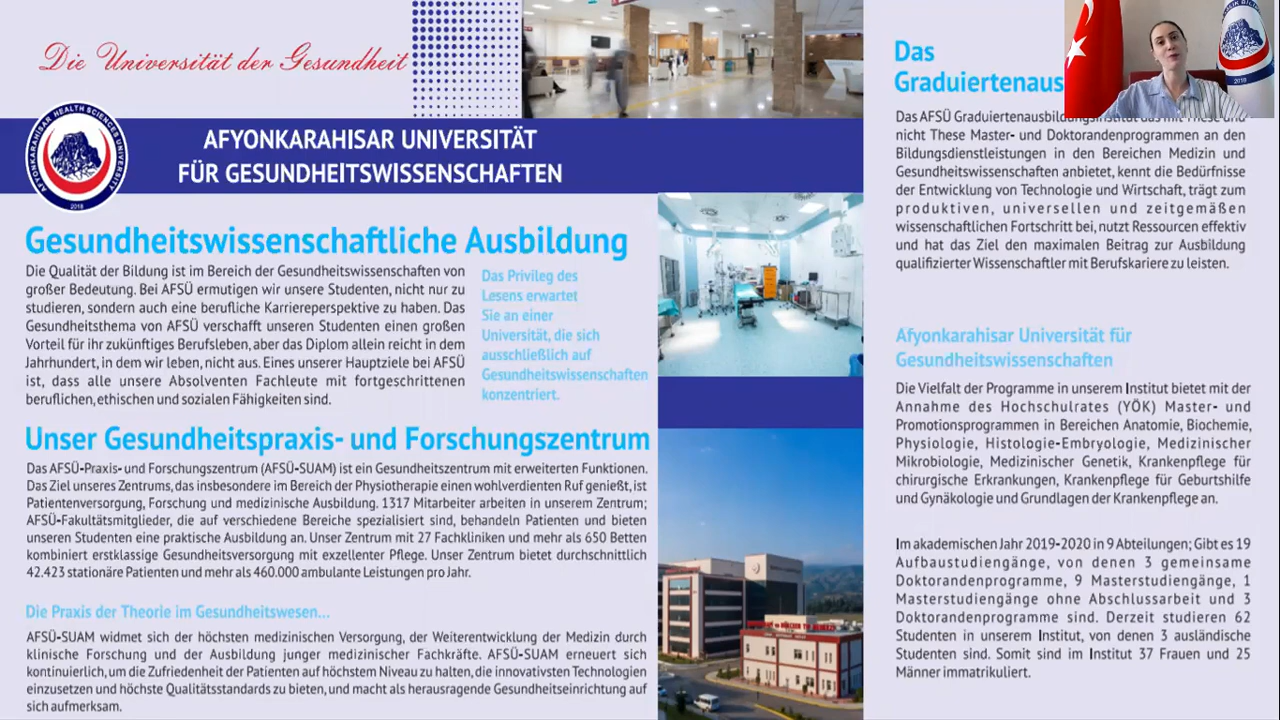 Die Universität der Gesundheit
AFYONKARAHISAR HEALTH SCIENCES UNIVERSITY
2018
AFYONKARAHISAR UNIVERSITÄT
FÜR GESUNDHEITSWISSENSCHAFTEN
Gesundheitswissenschaftliche Ausbildung
Die Qualität der Bildung ist im Bereich der Gesundheitswissenschaften von
großer Bedeutung. Bei AFSÜ ermutigen wir unsere Studenten, nicht nur zu
studieren, sondern auch eine berufliche Karriereperspektive zu haben. Das
Gesundheitsthema von AFSÜ verschafft unseren Studenten einen großen
Vorteil für ihr zukünftiges Berufsleben, aber das Diplom allein reicht in dem
Jahrhundert, in dem wir leben, nicht aus. Eines unserer Hauptziele bei AFSÜ
ist, dass alle unsere Absolventen Fachleute mit fortgeschrittenen
beruflichen, ethischen und sozialen Fähigkeiten sind.
Das Privileg des
Lesens erwartet
Sie an einer
Universität, die sich
ausschließlich auf
Gesundheitswissenschaften
konzentriert.
Unser Gesundheitspraxis- und Forschungszentrum
Das AFSÜ-Praxis- und Forschungszentrum (AFSÜ-SUAM) ist ein Gesundheitszentrum mit erweiterten Funktionen.
Das Ziel unseres Zentrums, das insbesondere im Bereich der Physiotherapie einen wohlverdienten Ruf genießt, ist
Patientenversorgung, Forschung und medizinische Ausbildung. 1317 Mitarbeiter arbeiten in unserem Zentrum;
AFSÜ-Fakultätsmitglieder, die auf verschiedene Bereiche spezialisiert sind, behandeln Patienten und bieten
unseren Studenten eine praktische Ausbildung an. Unser Zentrum mit 27 Fachkliniken und mehr als 650 Betten
kombiniert erstklassige Gesundheitsversorgung mit exzellenter Pflege. Unser Zentrum bietet durchschnittlich
42.423 stationäre Patienten und mehr als 460.000 ambulante Leistungen pro Jahr.
Die Praxis der Theorie im Gesundheitswesen...
AFSÜ-SUAM widmet sich der höchsten medizinischen Versorgung, der Weiterentwicklung der Medizin durch
klinische Forschung und der Ausbildung junger medizinischer Fachkräfte. AFSÜ-SUAM erneuert sich
kontinuierlich, um die Zufriedenheit der Patienten auf höchstem Niveau zu halten, die innovativsten Technologien
einzusetzen und höchste Qualitätsstandards zu bieten, und macht als herausragende Gesundheitseinrichtung auf
sich aufmerksam.
Das
Graduiertenaus
Das AFSÜ Graduiertenausbildungsinstitut das mit These und
nicht These Master- und Doktorandenprogrammen an den
Bildungsdienstleistungen in den Bereichen Medizin und
Gesundheitswissenschaften anbietet, kennt die Bedürfnisse
der Entwicklung von Technologie und Wirtschaft, trägt zum
produktiven, universellen und zeitgemäßen
wissenschaftlichen Fortschritt bei, nutzt Ressourcen effektiv
und hat das Ziel den maximalen Beitrag zur Ausbildung
qualifizierter Wissenschaftler mit Berufskariere zu leisten.
Afyonkarahisar Universität für
Gesundheitswissenschaften
Die Vielfalt der Programme in unserem Institut bietet mit der
Annahme des Hochschulrates (YÖK) Master- und
Promotionsprogrammen in Bereichen Anatomie, Biochemie,
Physiologie, Histologie-Embryologie, Medizinischer
Mikrobiologie, Medizinischer Genetik, Krankenpflege für
chirurgische Erkrankungen, Krankenpflege für Geburtshilfe
und Gynäkologie und Grundlagen der Krankenpflege an.
Im akademischen Jahr 2019-2020 in 9 Abteilungen; Gibt es 19
Aufbaustudiengänge, von denen 3 gemeinsame
Doktorandenprogramme, 9 Masterstudiengänge, 1
Masterstudiengänge ohne Abschlussarbeit und 3
Doktorandenprogramme sind. Derzeit studieren 62
Studenten in unserem Institut, von denen 3 ausländische
Studenten sind. Somit sind im Institut 37 Frauen und 25
Männer immatrikuliert.